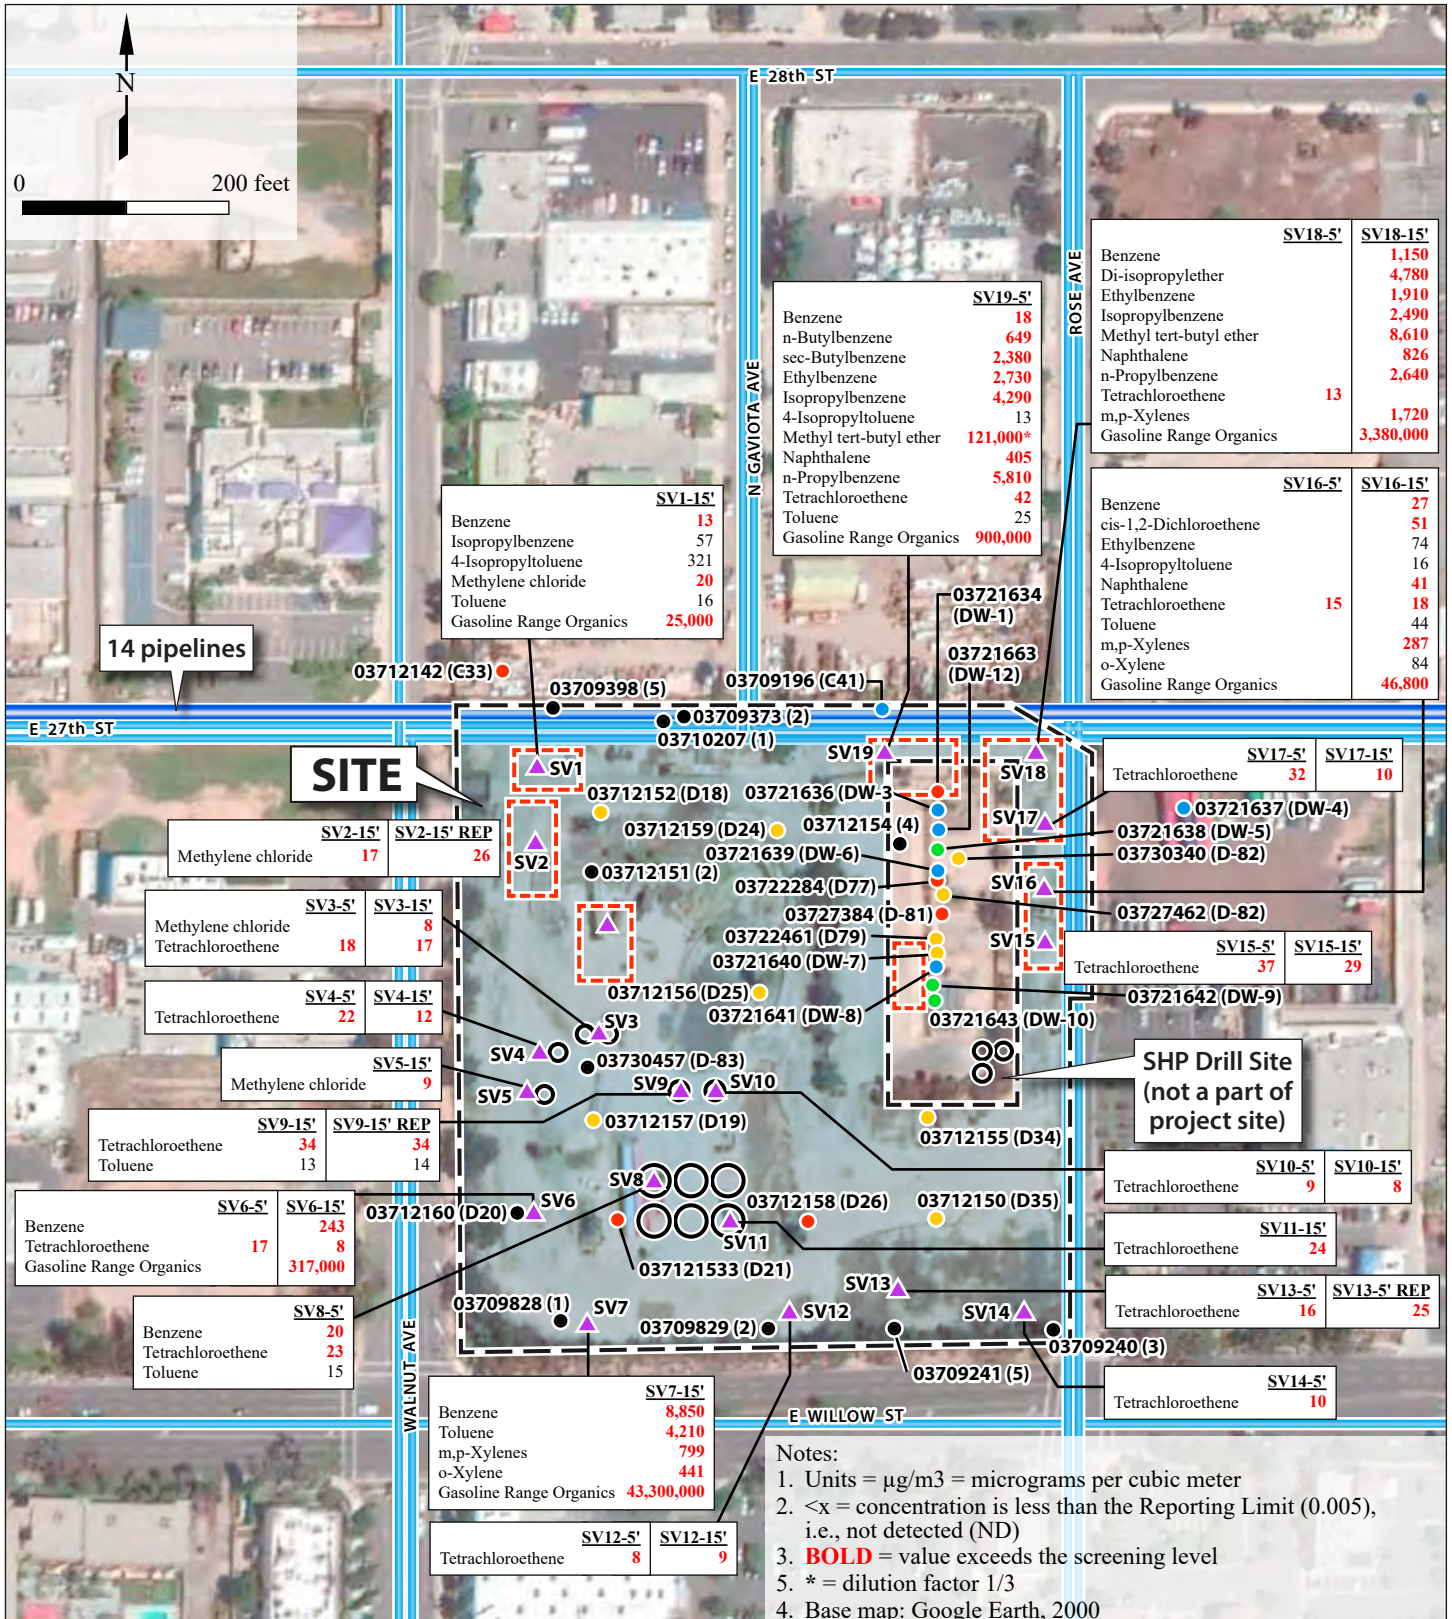 N
0 200 feet
E 28th ST
N GAVIOTA AVE
ROSE AVE
E 27th ST
WALNUT AVE
E WILLOW ST
14 pipelines
SITE
SHP Drill Site
(not a part of
project site)
SV18-5' SV18-15'
Benzene 1,150
Di-isopropylether 4,780
Ethylbenzene 1,910
Isopropylbenzene 2,490
Methyl tert-butyl ether 8,610
Naphthalene 826
n-Propylbenzene 2,640
Tetrachloroethene 13
m,p-Xylenes 1,720
Gasoline Range Organics 3,380,000
SV19-5'
Benzene 18
n-Butylbenzene 649
sec-Butylbenzene 2,380
Ethylbenzene 2,730
Isopropylbenzene 4,290
4-Isopropyltoluene 13
Methyl tert-butyl ether 121,000*
Naphthalene 405
n-Propylbenzene 5,810
Tetrachloroethene 42
Toluene 25
Gasoline Range Organics 900,000
SV16-5' SV16-15'
Benzene 27
cis-1,2-Dichloroethene 51
Ethylbenzene 74
4-Isopropyltoluene 16
Naphthalene 41
Tetrachloroethene 15 18
Toluene 44
m,p-Xylenes 287
o-Xylene 84
Gasoline Range Organics 46,800
SV1-15'
Benzene 13
Isopropylbenzene 57
4-Isopropyltoluene 321
Methylene chloride 20
Toluene 16
Gasoline Range Organics 25,000
03721634
(DW-1)
03721663
(DW-12)
03712142 (C33)
03709398 (5)
03709196 (C41)
03709373 (2)
03710207 (1)
SV1
SV19
SV18
SV17-5' SV17-15'
Tetrachloroethene 32 10
03712152 (D18)
03721636 (DW-3
03721637 (DW-4)
03712159 (D24)
03712154 (4)
SV17
03721638 (DW-5)
SV2-15' SV2-15' REP
Methylene chloride 17 26
SV2
03721639 (DW-6)
03730340 (D-82)
03712151 (2)
03722284 (D77)
SV16
SV3-5' SV3-15'
Methylene chloride 8
Tetrachloroethene 18 17
03727384 (D-81)
03727462 (D-82)
03722461 (D79)
SV15
SV15-5' SV15-15'
Tetrachloroethene 37 29
03721640 (DW-7)
03712156 (D25)
03721641 (DW-8)
03721642 (DW-9)
SV4-5' SV4-15'
Tetrachloroethene 22 12
SV3
03721643 (DW-10)
SV4
03730457 (D-83)
SV5-15'
Methylene chloride 9
SV5
SV9
SV10
SV9-15' SV9-15' REP
Tetrachloroethene 34 34
Toluene 13 14
03712157 (D19)
03712155 (D34)
SV10-5' SV10-15'
Tetrachloroethene 9 8
SV8
SV6-5' SV6-15'
Benzene 243
Tetrachloroethene 17 8
Gasoline Range Organics 317,000
03712160 (D20)
SV6
03712158 (D26)
03712150 (D35)
SV11
SV11-15'
Tetrachloroethene 24
037121533 (D21)
SV13
SV13-5' SV13-5' REP
Tetrachloroethene 16 25
SV8-5'
Benzene 20
Tetrachloroethene 23
Toluene 15
03709828 (1)
SV7
03709829 (2)
SV12
SV14
03709240 (3)
03709241 (5)
SV14-5'
Tetrachloroethene 10
SV7-15'
Benzene 8,850
Toluene 4,210
m,p-Xylenes 799
o-Xylene 441
Gasoline Range Organics 43,300,000
SV12-5' SV12-15'
Tetrachloroethene 8 9
Notes:
1. Units = µg/m3 = micrograms per cubic meter
2. <x = concentration is less than the Reporting Limit (0.005),
i.e., not detected (ND)
3. BOLD = value exceeds the screening level
5. * = dilution factor 1/3
4. Base map: Google Earth, 2000